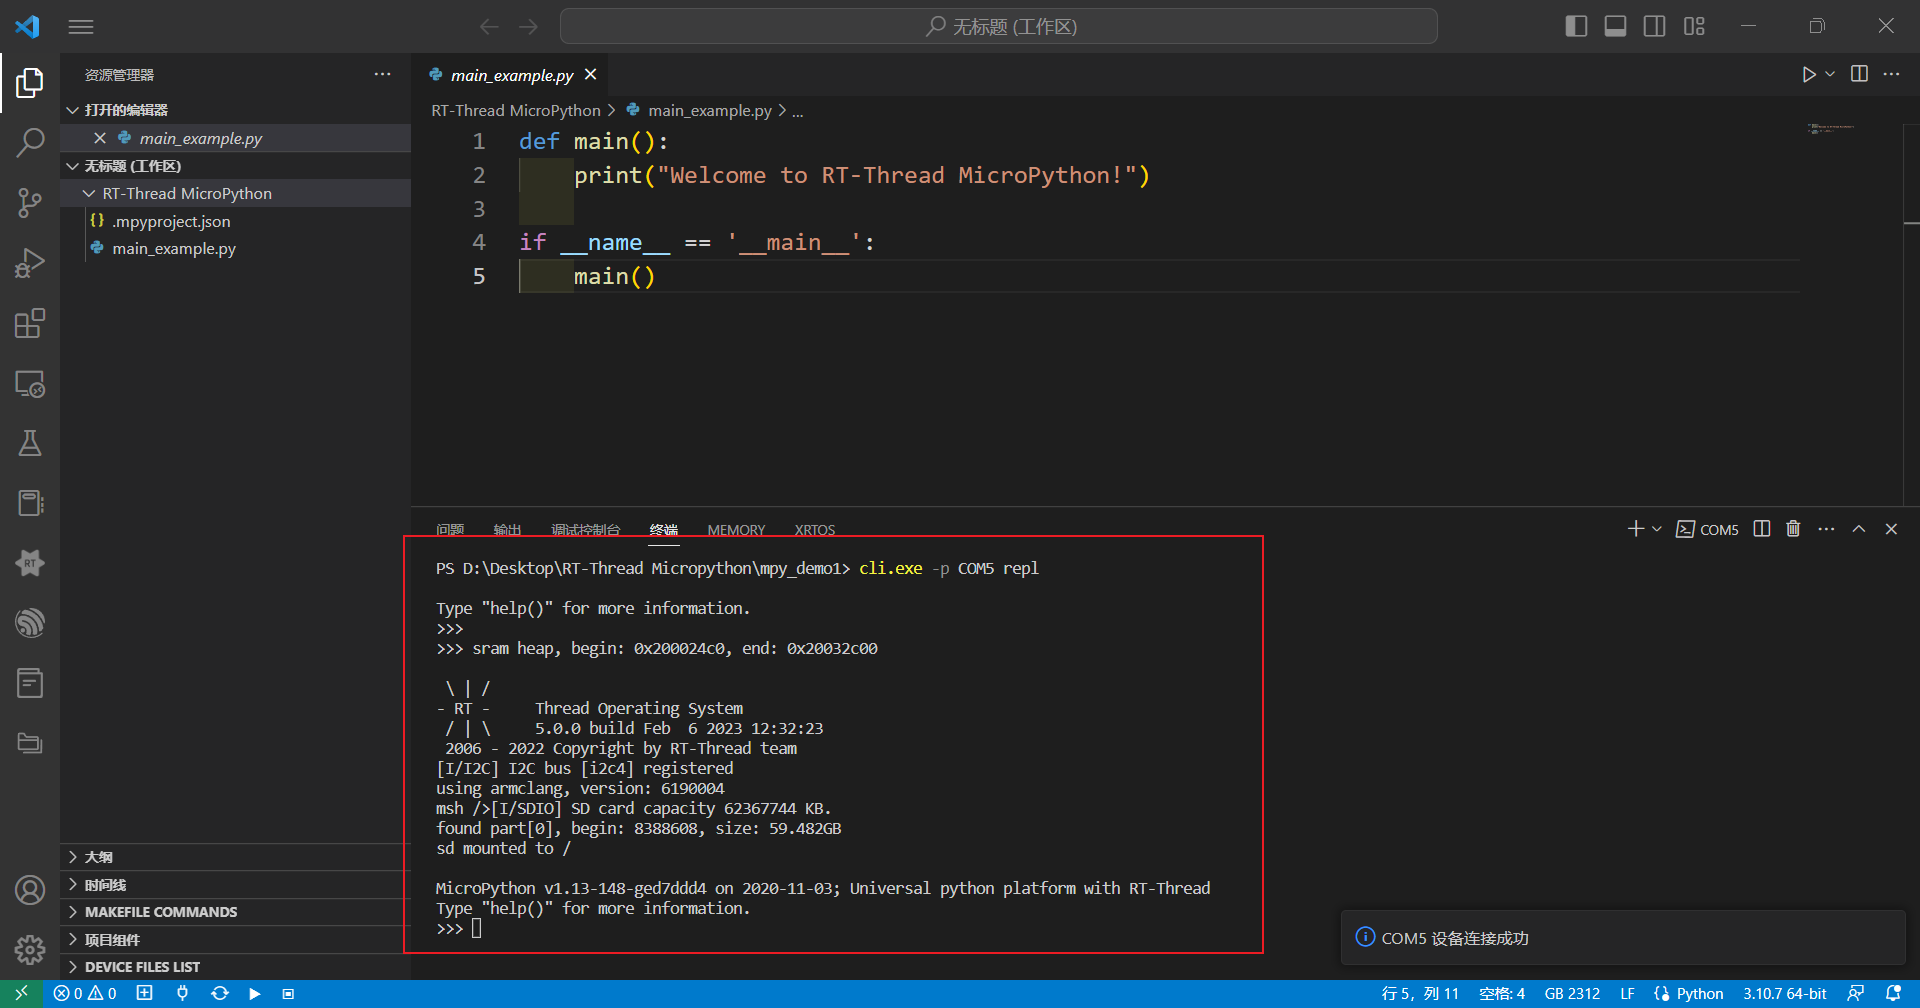 无标题 (工作区)
资源管理器
打开的编辑器
main_example.py
无标题 (工作区)
RT-Thread MicroPython
{} .mpyproject.json
main_example.py
大纲
时间线
MAKEFILE COMMANDS
项目组件
DEVICE FILES LIST
main_example.py
RT-Thread MicroPython > main_example.py > ...
1 def main():
2     print("Welcome to RT-Thread MicroPython!")
3
4 if __name__ == '__main__':
5     main()
问题 输出 调试控制台 终端 MEMORY XRTOS
COM5
PS D:\Desktop\RT-Thread Micropython\mpy_demo1> cli.exe -p COM5 repl
Type "help()" for more information.
>>>
>>> sram heap, begin: 0x200024c0, end: 0x20032c00
 \ | /
- RT -     Thread Operating System
 / | \     5.0.0 build Feb  6 2023 12:32:23
 2006 - 2022 Copyright by RT-Thread team
[I/I2C] I2C bus [i2c4] registered
using armclang, version: 6190004
msh />[I/SDIO] SD card capacity 62367744 KB.
found part[0], begin: 8388608, size: 59.482GB
sd mounted to /
MicroPython v1.13-148-ged7ddd4 on 2020-11-03; Universal python platform with RT-Thread
Type "help()" for more information.
>>>
COM5 设备连接成功
0 0
行 5，列 11 空格: 4 GB 2312 LF Python 3.10.7 64-bit